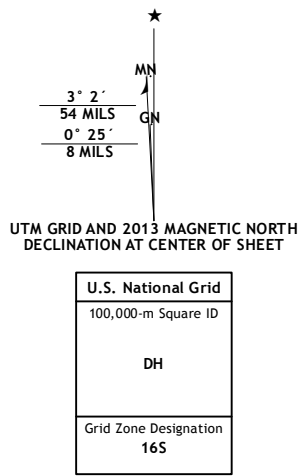 ★
MN
3° 2´
54 MILS
GN
0° 25´
8 MILS
UTM GRID AND 2013 MAGNETIC NORTH
DECLINATION AT CENTER OF SHEET
U.S. National Grid
100,000-m Square ID
DH
Grid Zone Designation
16S